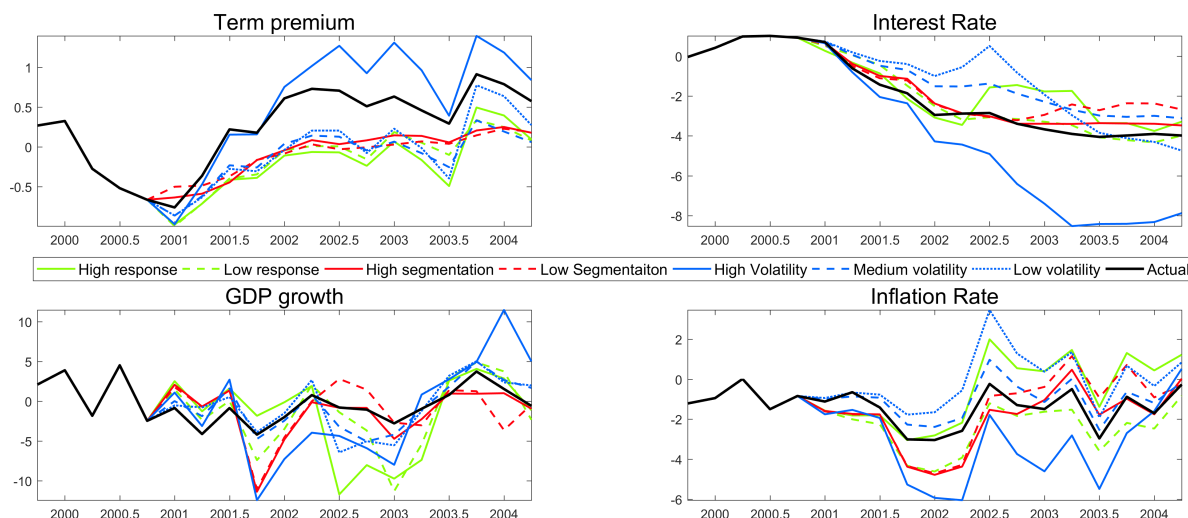 Term premium
Interest Rate
1
0.5
0
-0.5
2000 2000.5 2001 2001.5 2002 2002.5 2003 2003.5 2004
0
-2
-4
-6
-8
2000 2000.5 2001 2001.5 2002 2002.5 2003 2003.5 2004
High response Low response High segmentation Low Segmentaiton High Volatility Medium volatility Low volatility Actual
GDP growth
Inflation Rate
10
5
0
-5
-10
2000 2000.5 2001 2001.5 2002 2002.5 2003 2003.5 2004
2
0
-2
-4
-6
2000 2000.5 2001 2001.5 2002 2002.5 2003 2003.5 2004